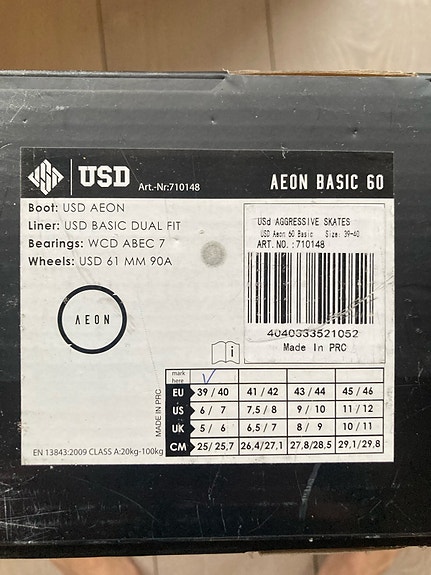 USD
Art.-Nr:710148
AEON BASIC 60
Boot: USD AEON
Liner: USD BASIC DUAL FIT
Bearings: WCD ABEC 7
Wheels: USD 61 MM 90A
AEON
USd AGGRESSIVE SKATES
USD Aeon 60 Basic Size: 39-40
ART. NO. :710148
4040333521052
Made In PRC
i
MADE IN PRC
mark here
EU 39 / 40 41 / 42 43 / 44 45 / 46
US 6 / 7 7,5 / 8 9 / 10 11 / 12
UK 5 / 6 6,5 / 7 8 / 9 10 / 11
CM 25/ 25,7 26,4/27,1 27,8/28,5 29,1/29,8
EN 13843:2009 CLASS A:20kg-100kg